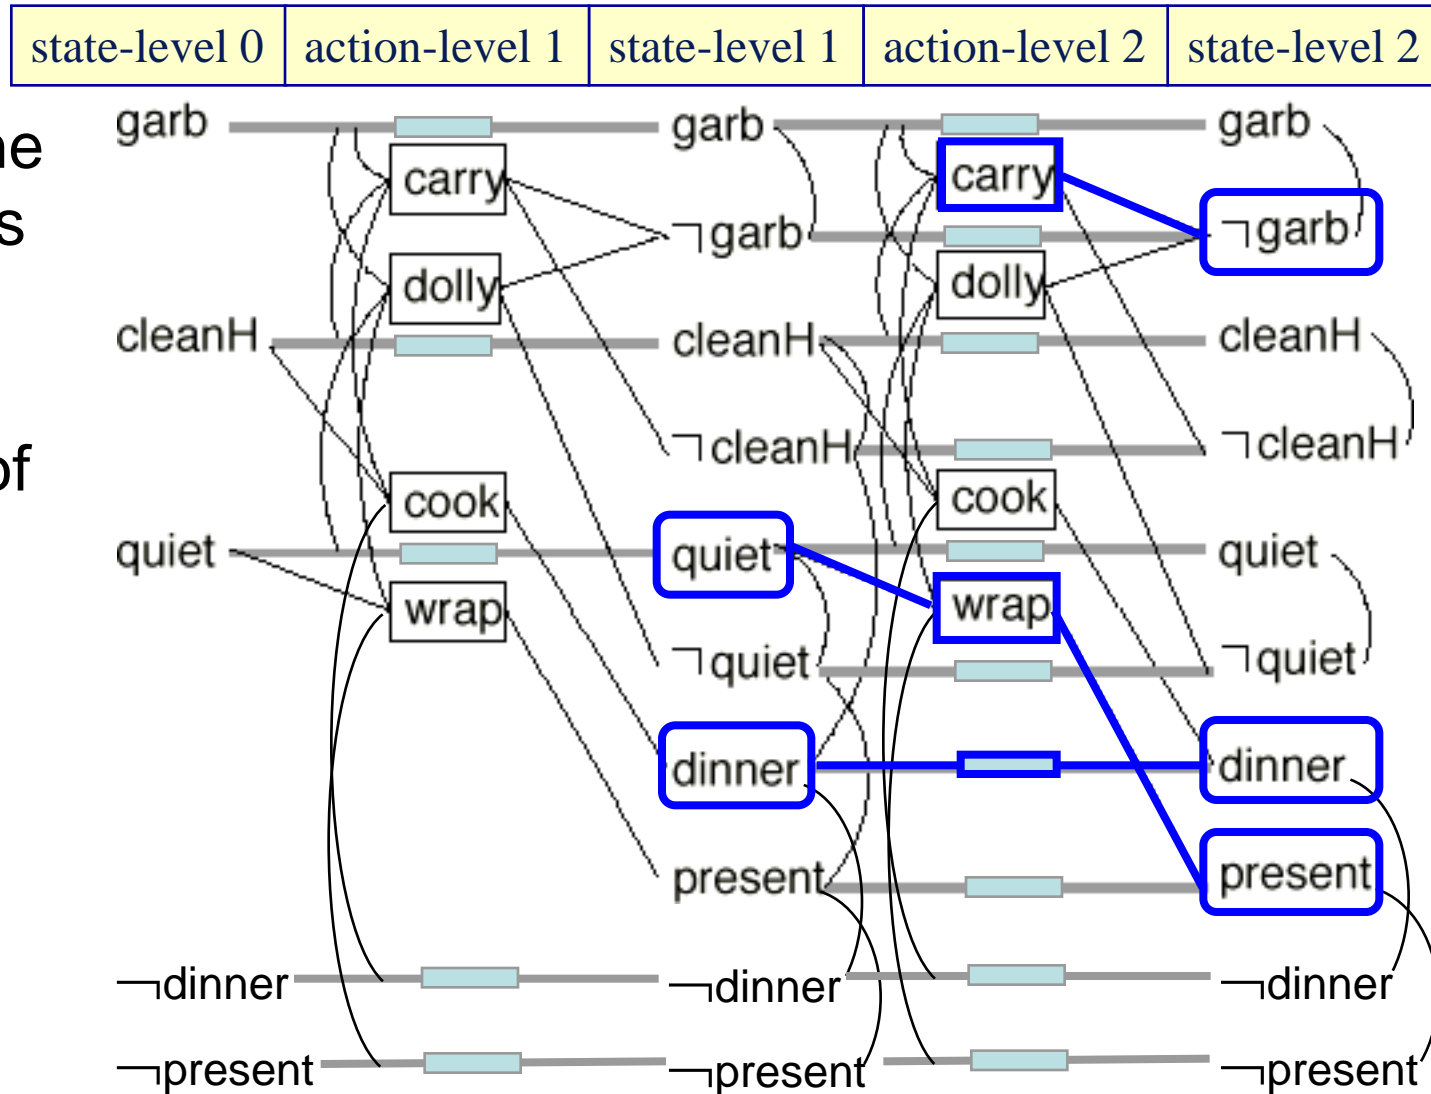 state-level 0 action-level 1 state-level 1 action-level 2 state-level 2
garb garb garb
ne
carry carry
s
¬garb ¬garb
dolly dolly
cleanH cleanH cleanH
¬cleanH ¬cleanH
of
cook cook
quiet quiet quiet
wrap wrap
¬quiet ¬quiet
dinner dinner
present present
¬dinner ¬dinner ¬dinner
¬present ¬present ¬present